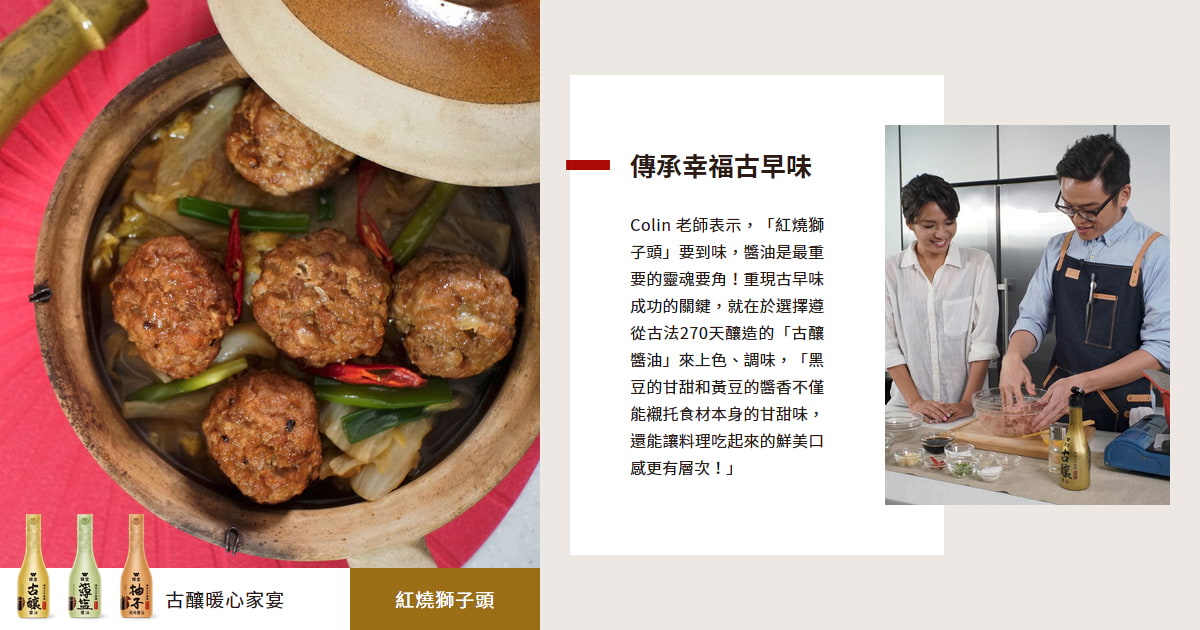 傳承幸福古早味
Colin 老師表示，「紅燒獅
子頭」要到味，醬油是最重
要的靈魂要角！重現古早味
成功的關鍵，就在於選擇遵
從古法270天釀造的「古釀
醬油」來上色、調味，「黑
豆的甘甜和黃豆的醬香不僅
能襯托食材本身的甘甜味，
還能讓料理吃起來的鮮美口
感更有層次！」
古釀
古釀
醬油
薄鹽
醬油
柚子
古釀暖心家宴
紅燒獅子頭